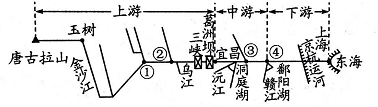 上游 中游 下游
玉树 三峡 葛洲坝 宜昌 上海
唐古拉山 金沙江 ① ② 乌江 沅江 洞庭湖 ③ ④ 赣江 鄱阳湖 京杭运河 东海